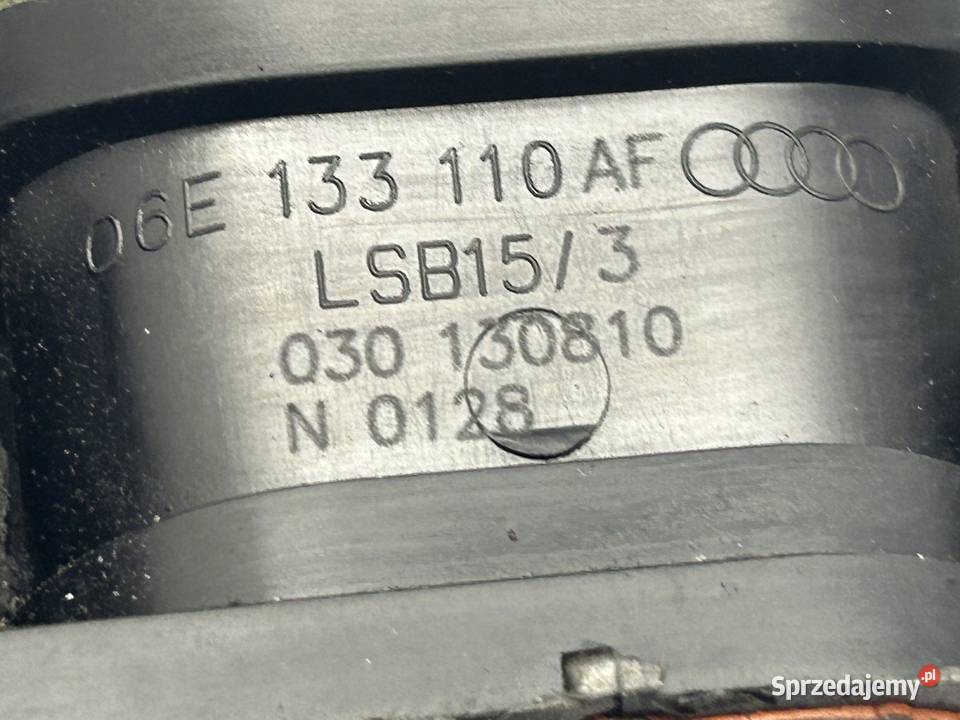 06E 133 110 AF
LSB15/3
030 130810
N 0128
Sprzedajemy.pl